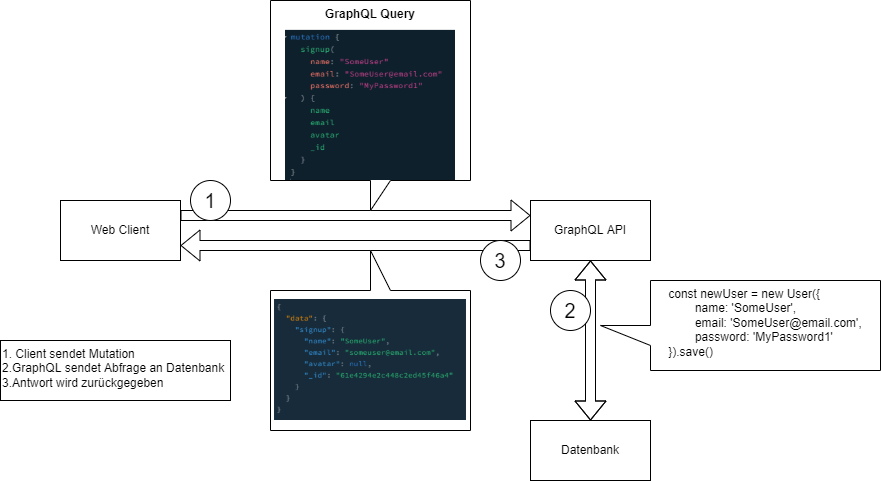 GraphQL Query
mutation {
signup(
name: "SomeUser"
email: "SomeUser@email.com"
password: "MyPassword1"
) {
name
email
avatar
_id
}
}
1
Web Client
GraphQL API
3
2
const newUser = new User({
name: 'SomeUser',
email: 'SomeUser@email.com',
password: 'MyPassword1'
}).save()
{
"data": {
"signup": {
"name": "SomeUser",
"email": "someuser@email.com",
"avatar": null,
"_id": "61e4294e2c448c2ed45f46a4"
}
}
}
1. Client sendet Mutation
2.GraphQL sendet Abfrage an Datenbank
3.Antwort wird zurückgegeben
Datenbank